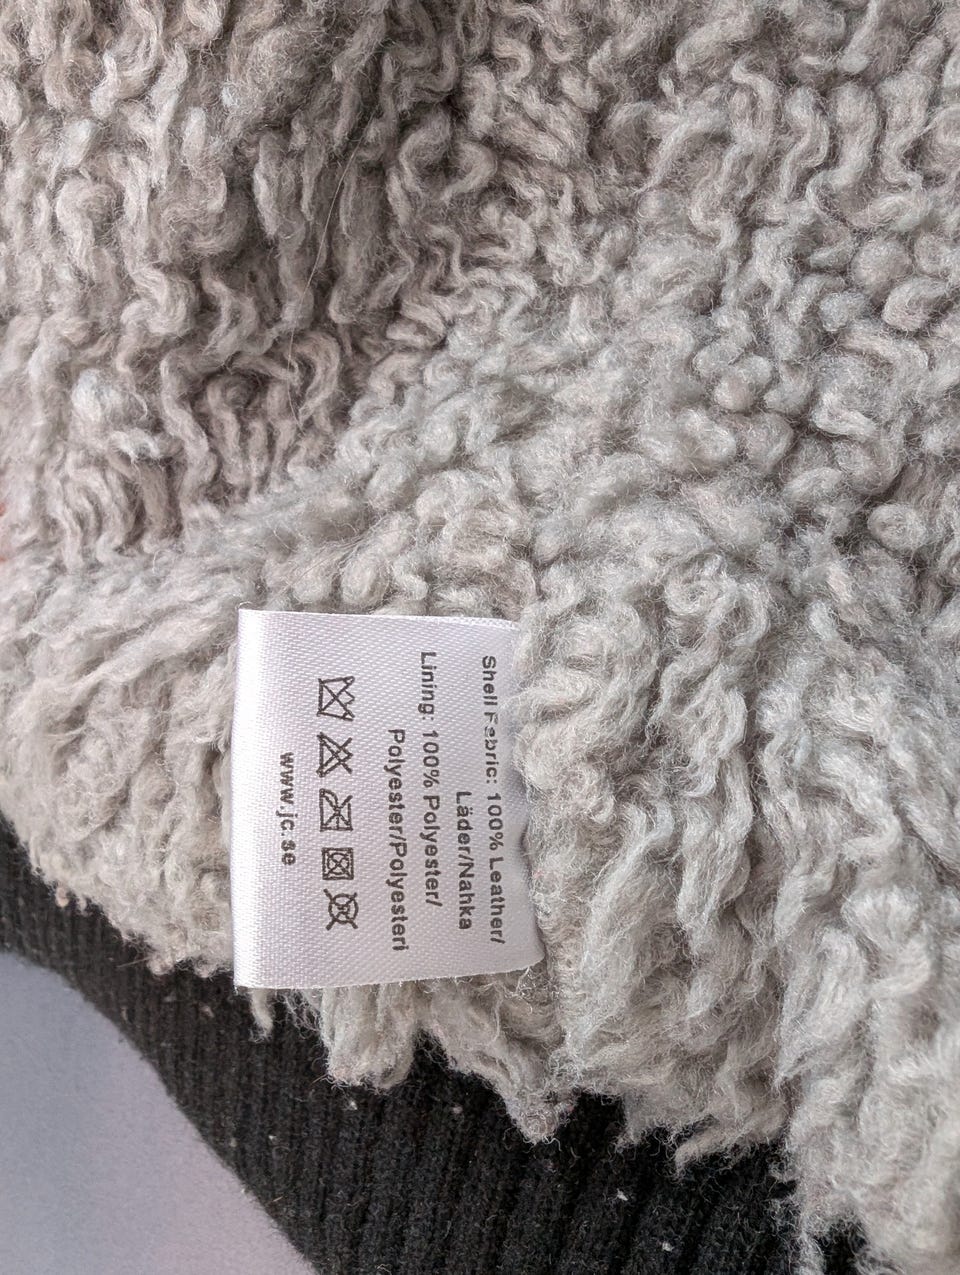 Shell Fabric: 100% Leather/
Läder/Nahka
Lining: 100% Polyester/
Polyester/Polyesteri
www.jc.se